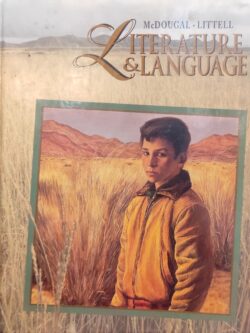 McDOUGAL · LITTELL
LITERATURE
& LANGUAGE